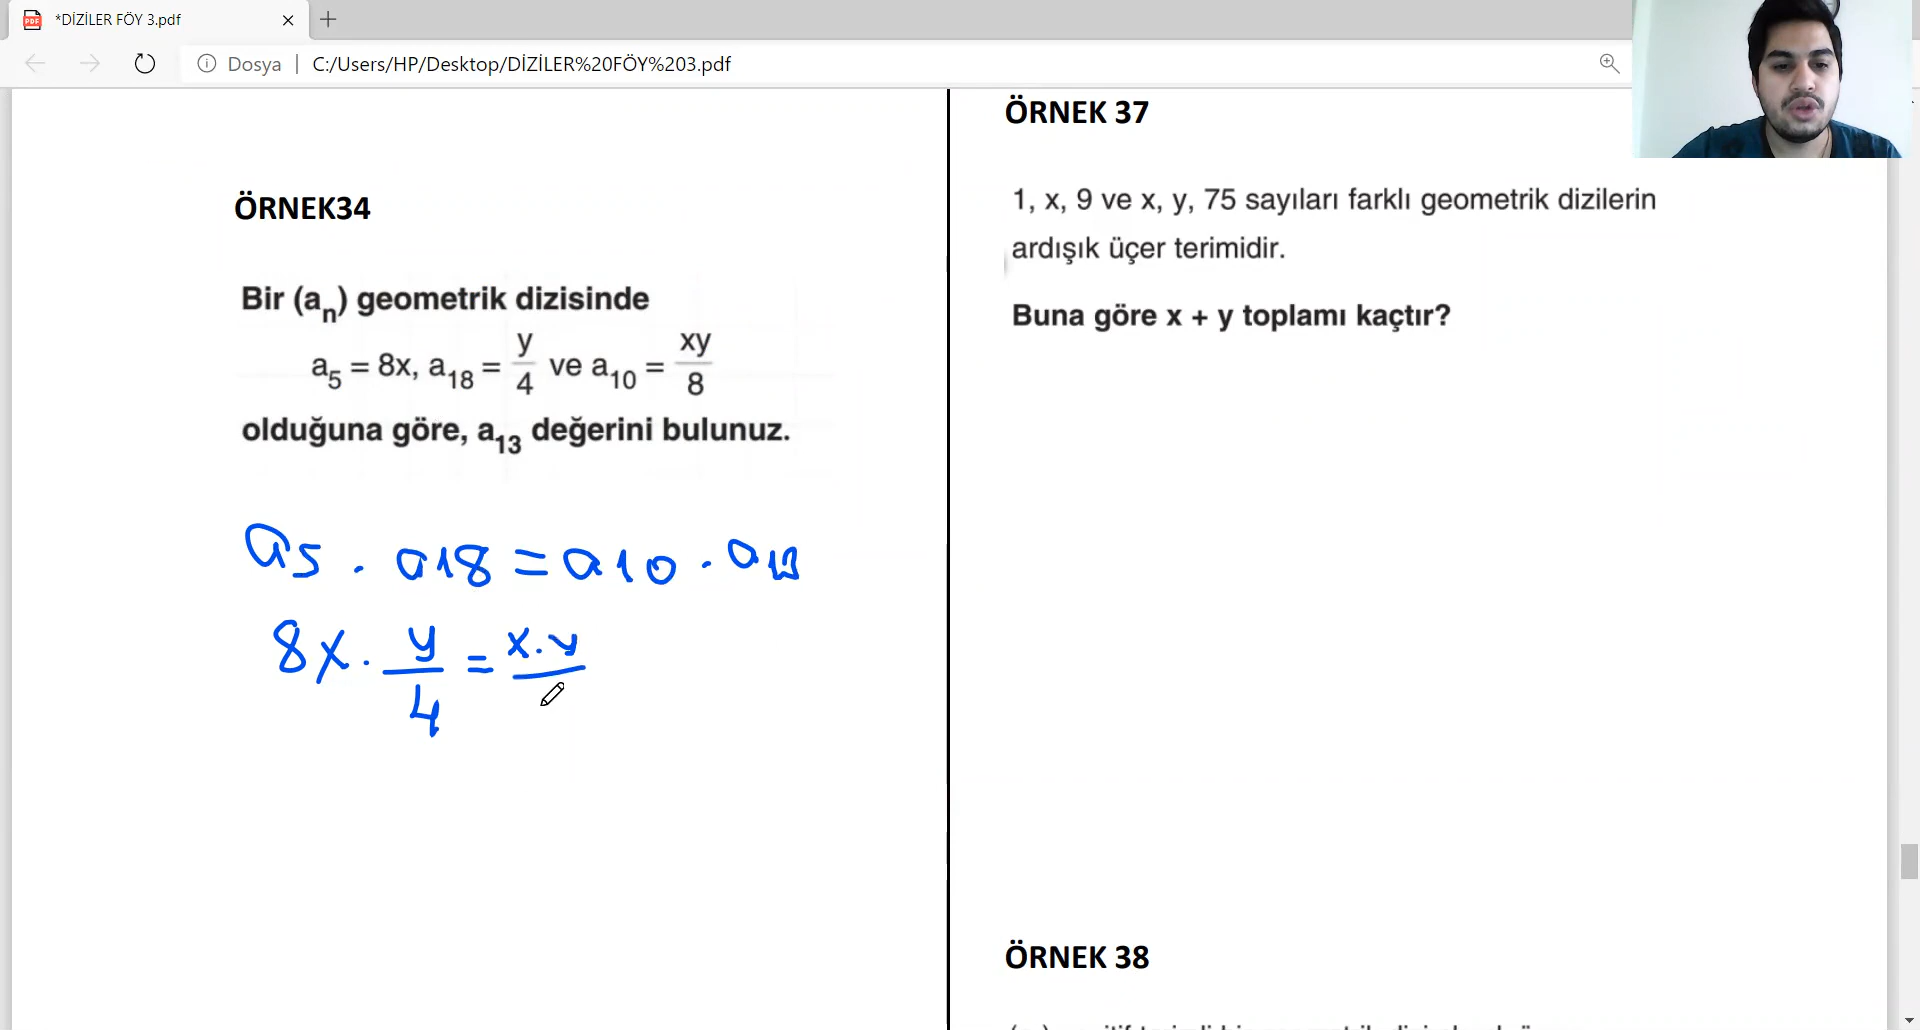 *DİZİLER FÖY 3.pdf
Dosya | C:/Users/HP/Desktop/DİZİLER%20FÖY%203.pdf
ÖRNEK34
Bir (aₙ) geometrik dizisinde
a₅ = 8x, a₁₈ = y/4 ve a₁₀ = xy/8
olduğuna göre, a₁₃ değerini bulunuz.
a5 . a18 = a10 . a13
8x . y/4 = x.y
ÖRNEK 37
1, x, 9 ve x, y, 75 sayıları farklı geometrik dizilerin
ardışık üçer terimidir.
Buna göre x + y toplamı kaçtır?
ÖRNEK 38